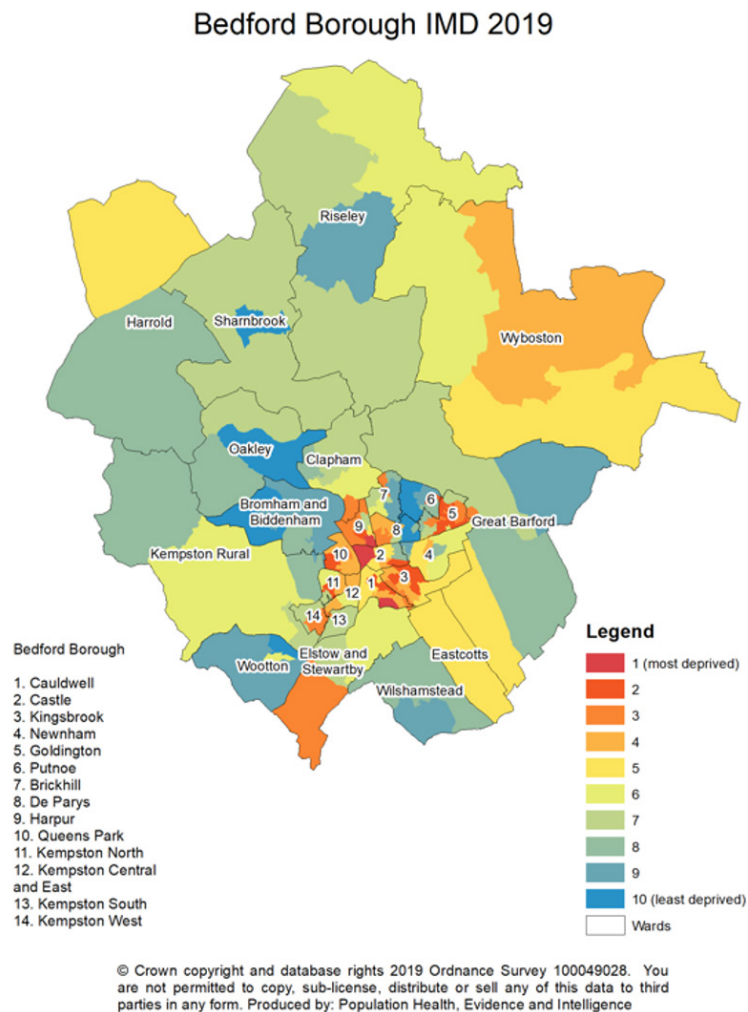 Bedford Borough IMD 2019
Riseley
Harrold
Sharnbrook
Wyboston
Oakley
Clapham
Bromham and
Biddenham
7
6
5
Great Barford
9
8
Kempston Rural
10
2
4
11
1
3
12
14
13
Elstow and
Stewartby
Eastcotts
Wootton
Wilshamstead
Bedford Borough
1. Cauldwell
2. Castle
3. Kingsbrook
4. Newnham
5. Goldington
6. Putnoe
7. Brickhill
8. De Parys
9. Harpur
10. Queens Park
11. Kempston North
12. Kempston Central
and East
13. Kempston South
14. Kempston West
Legend
1 (most deprived)
2
3
4
5
6
7
8
9
10 (least deprived)
Wards
© Crown copyright and database rights 2019 Ordnance Survey 100049028. You
are not permitted to copy, sub-license, distribute or sell any of this data to third
parties in any form. Produced by: Population Health, Evidence and Intelligence